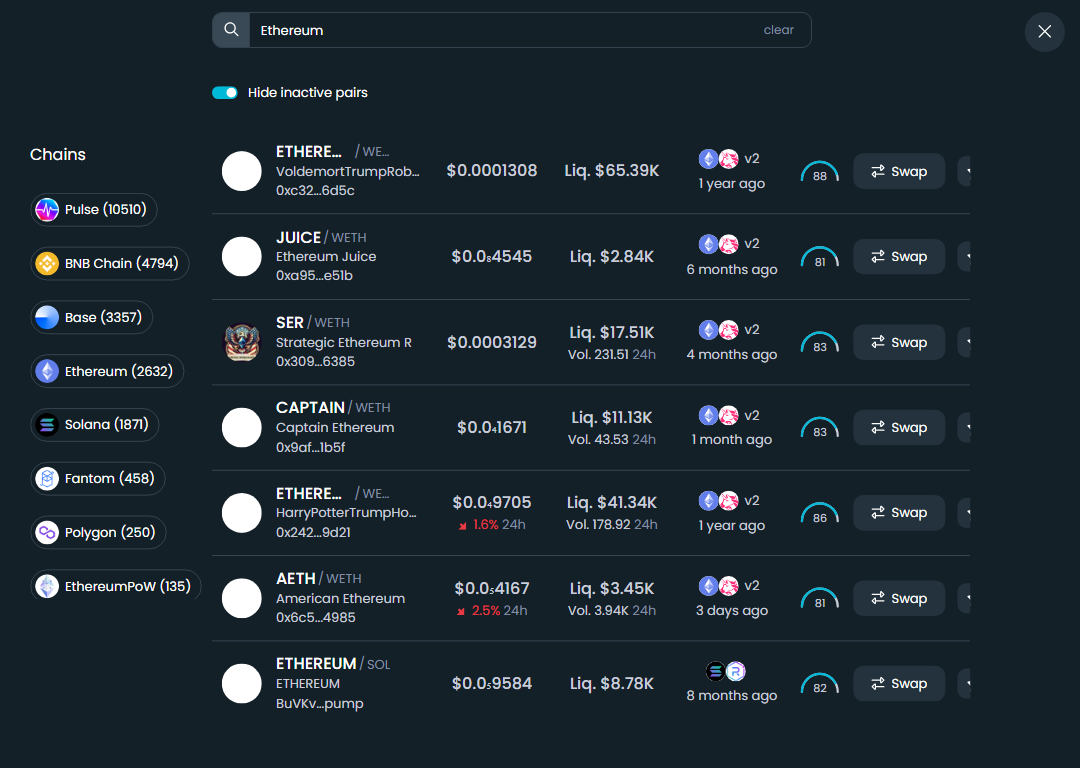 Ethereum clear
Hide inactive pairs
Chains
Pulse (10510)
BNB Chain (4794)
Base (3357)
Ethereum (2632)
Solana (1871)
Fantom (458)
Polygon (250)
EthereumPoW (135)
ETHERE... / WE...
VoldemortTrumpRob...
0xc32...6d5c
$0.0001308
Liq. $65.39K
v2
1 year ago
88
Swap
JUICE / WETH
Ethereum Juice
0xa95...e51b
$0.0₈4545
Liq. $2.84K
v2
6 months ago
81
Swap
SER / WETH
Strategic Ethereum R
0x309...6385
$0.0003129
Liq. $17.51K
Vol. 231.51 24h
v2
4 months ago
83
Swap
CAPTAIN / WETH
Captain Ethereum
0x9af...1b5f
$0.0₄1671
Liq. $11.13K
Vol. 43.53 24h
v2
1 month ago
83
Swap
ETHERE... / WE...
HarryPotterTrumpHo...
0x242...9d21
$0.0₄9705
1.6% 24h
Liq. $41.34K
Vol. 178.92 24h
v2
1 year ago
86
Swap
AETH / WETH
American Ethereum
0x6c5...4985
$0.0₅4167
2.5% 24h
Liq. $3.45K
Vol. 3.94K 24h
v2
3 days ago
81
Swap
ETHEREUM / SOL
ETHEREUM
BuVKv...pump
$0.0₅9584
Liq. $8.78K
8 months ago
82
Swap